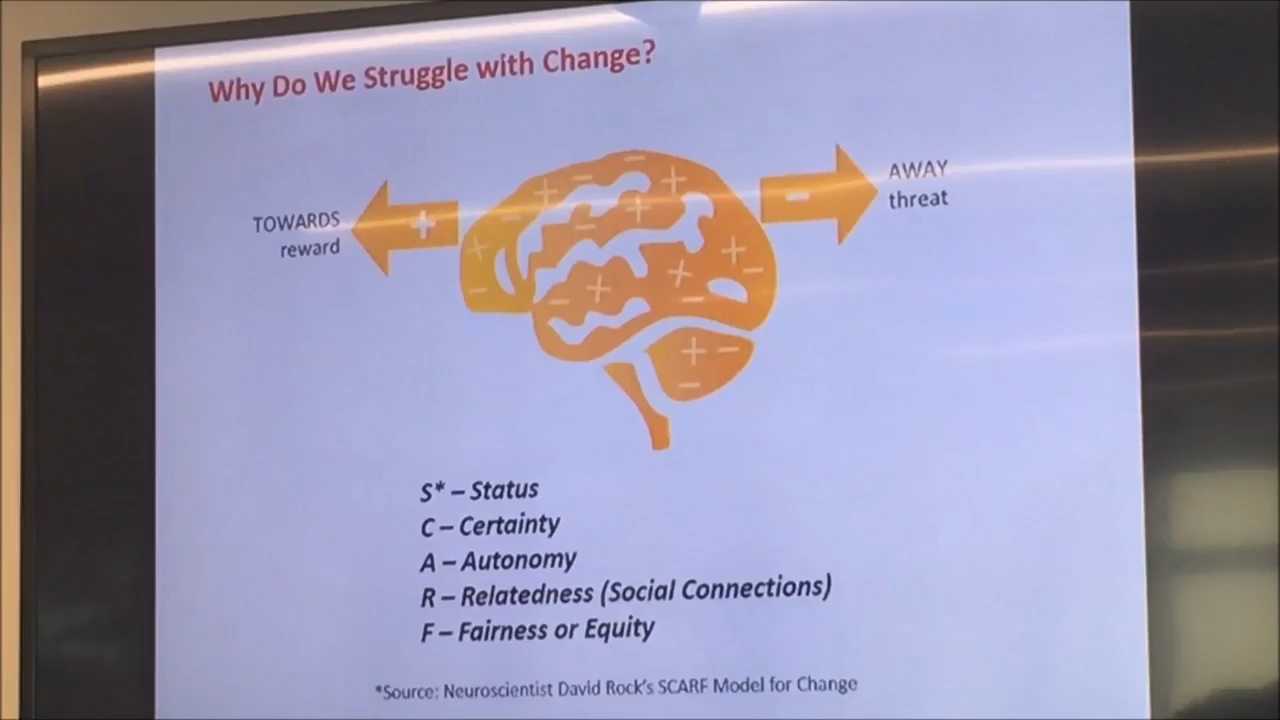 Why Do We Struggle with Change?
TOWARDS
reward
AWAY
threat
S* – Status
C – Certainty
A – Autonomy
R – Relatedness (Social Connections)
F – Fairness or Equity
*Source: Neuroscientist David Rock's SCARF Model for Change